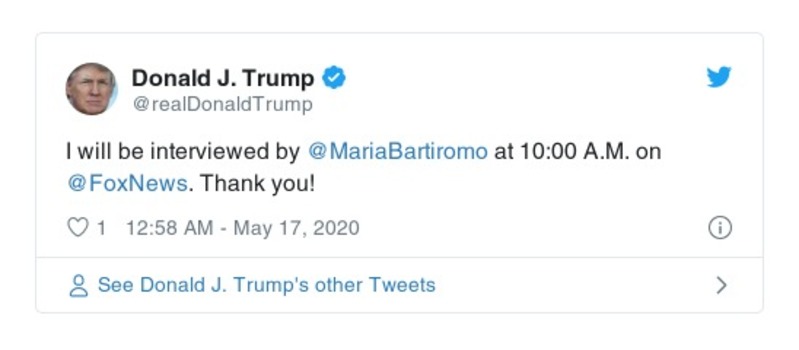 Donald J. Trump
@realDonaldTrump
I will be interviewed by @MariaBartiromo at 10:00 A.M. on
@FoxNews. Thank you!
1 12:58 AM - May 17, 2020
See Donald J. Trump's other Tweets